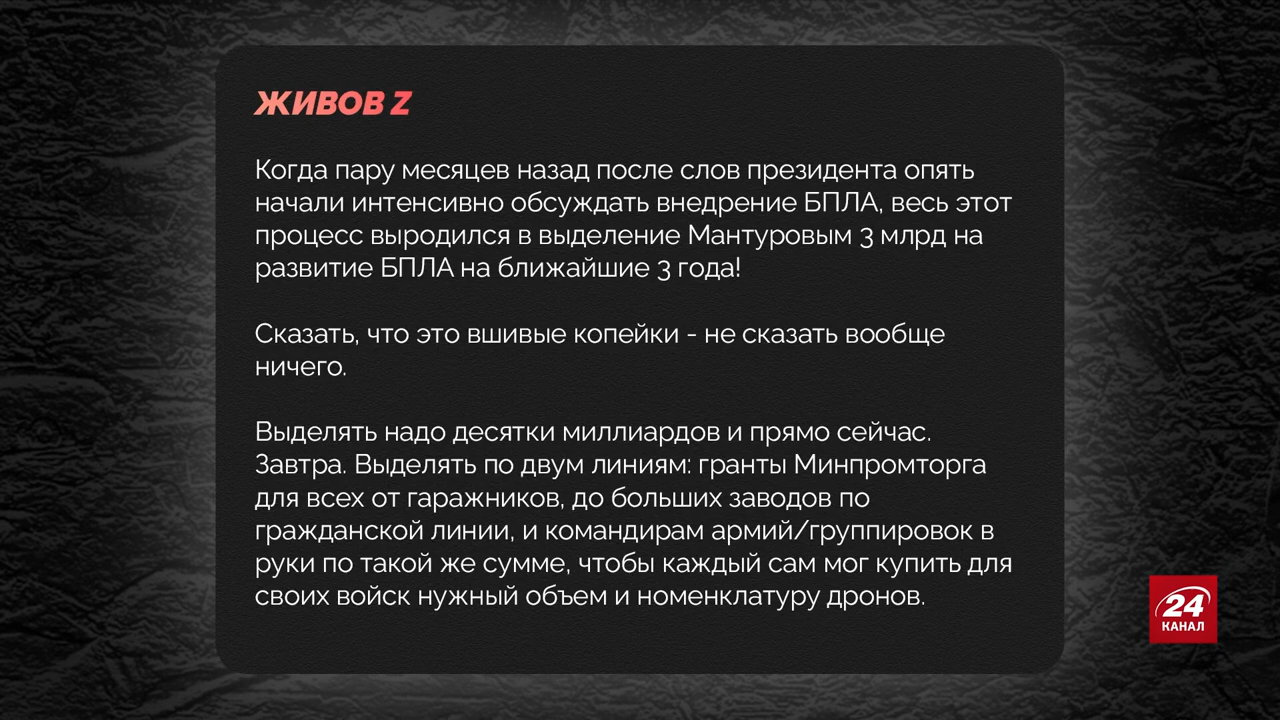 ЖИВОВ Z
Когда пару месяцев назад после слов президента опять
начали интенсивно обсуждать внедрение БПЛА, весь этот
процесс выродился в выделение Мантуровым 3 млрд на
развитие БПЛА на ближайшие 3 года!
Сказать, что это вшивые копейки - не сказать вообще
ничего.
Выделять надо десятки миллиардов и прямо сейчас.
Завтра. Выделять по двум линиям: гранты Минпромторга
для всех от гаражников, до больших заводов по
гражданской линии, и командирам армий/группировок в
руки по такой же сумме, чтобы каждый сам мог купить для
своих войск нужный объем и номенклатуру дронов.
24
КАНАЛ